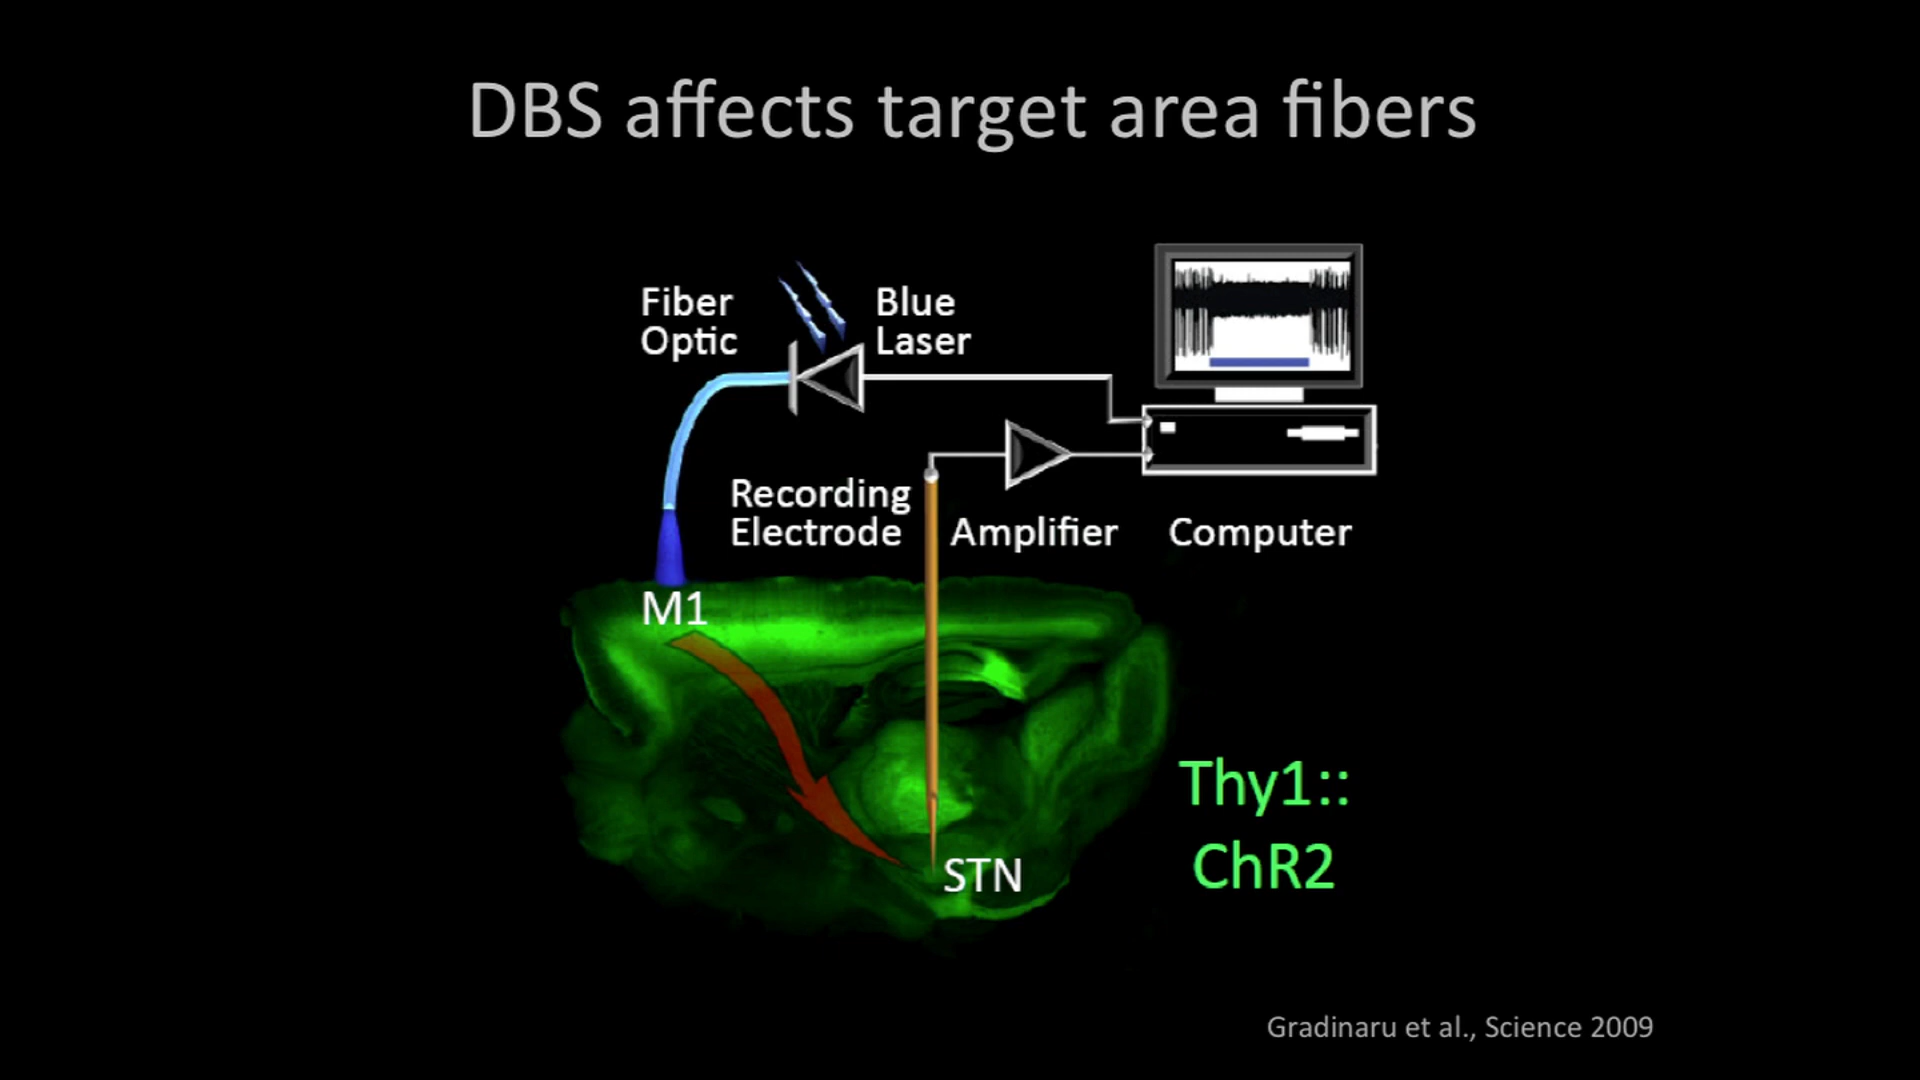 DBS affects target area fibers
Fiber
Optic
Blue
Laser
Recording
Electrode
Amplifier
Computer
M1
STN
Thy1::
ChR2
Gradinaru et al., Science 2009